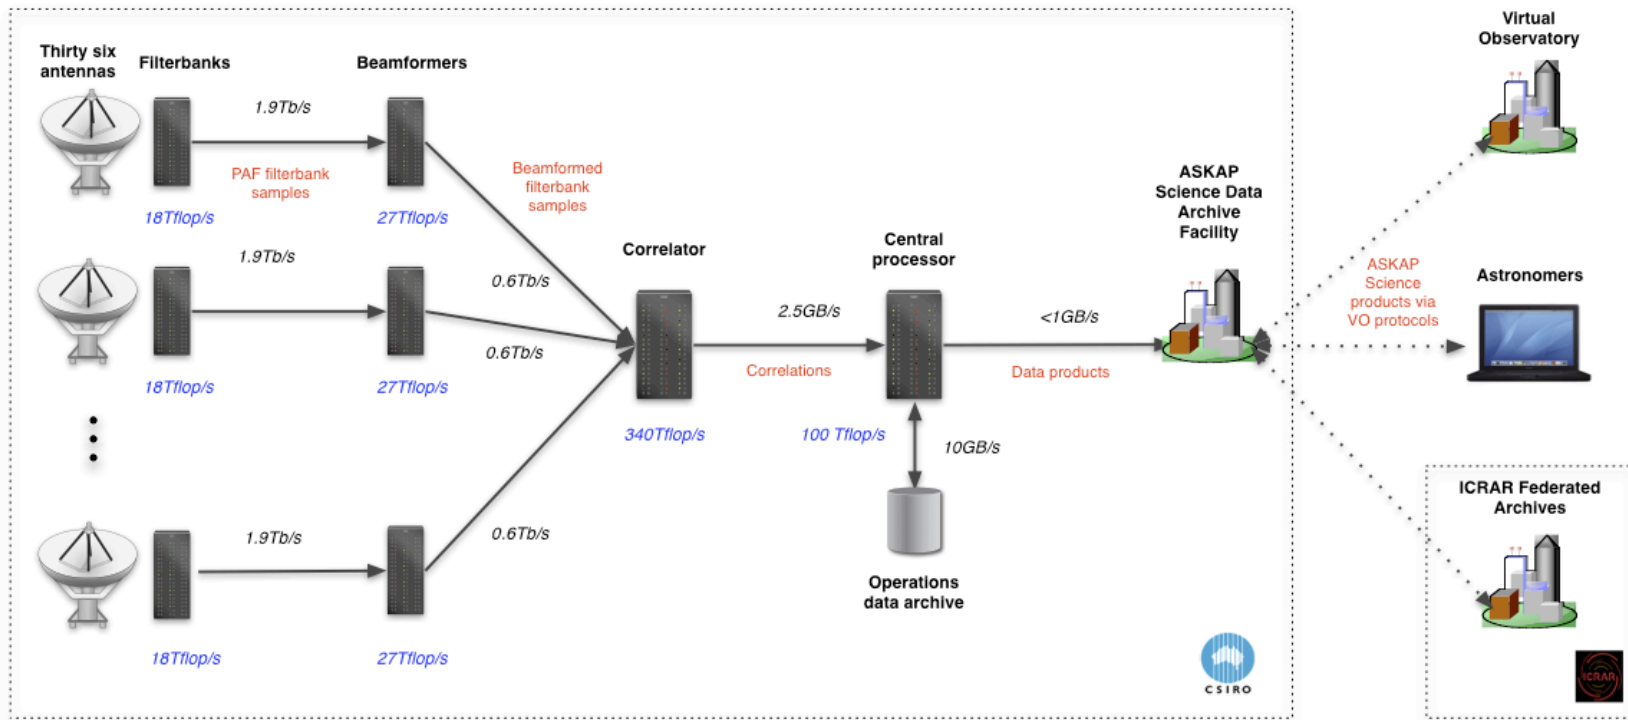 Thirty six
antennas
Filterbanks
Beamformers
1.9Tb/s
PAF filterbank
samples
18Tflop/s
27Tflop/s
Beamformed
filterbank
samples
1.9Tb/s
0.6Tb/s
0.6Tb/s
18Tflop/s
27Tflop/s
1.9Tb/s
0.6Tb/s
18Tflop/s
27Tflop/s
Correlator
340Tflop/s
2.5GB/s
Correlations
Central
processor
100 Tflop/s
10GB/s
Operations
data archive
<1GB/s
Data products
ASKAP
Science Data
Archive
Facility
CSIRO
Virtual
Observatory
ASKAP
Science
products via
VO protocols
Astronomers
ICRAR Federated
Archives
ICRAR